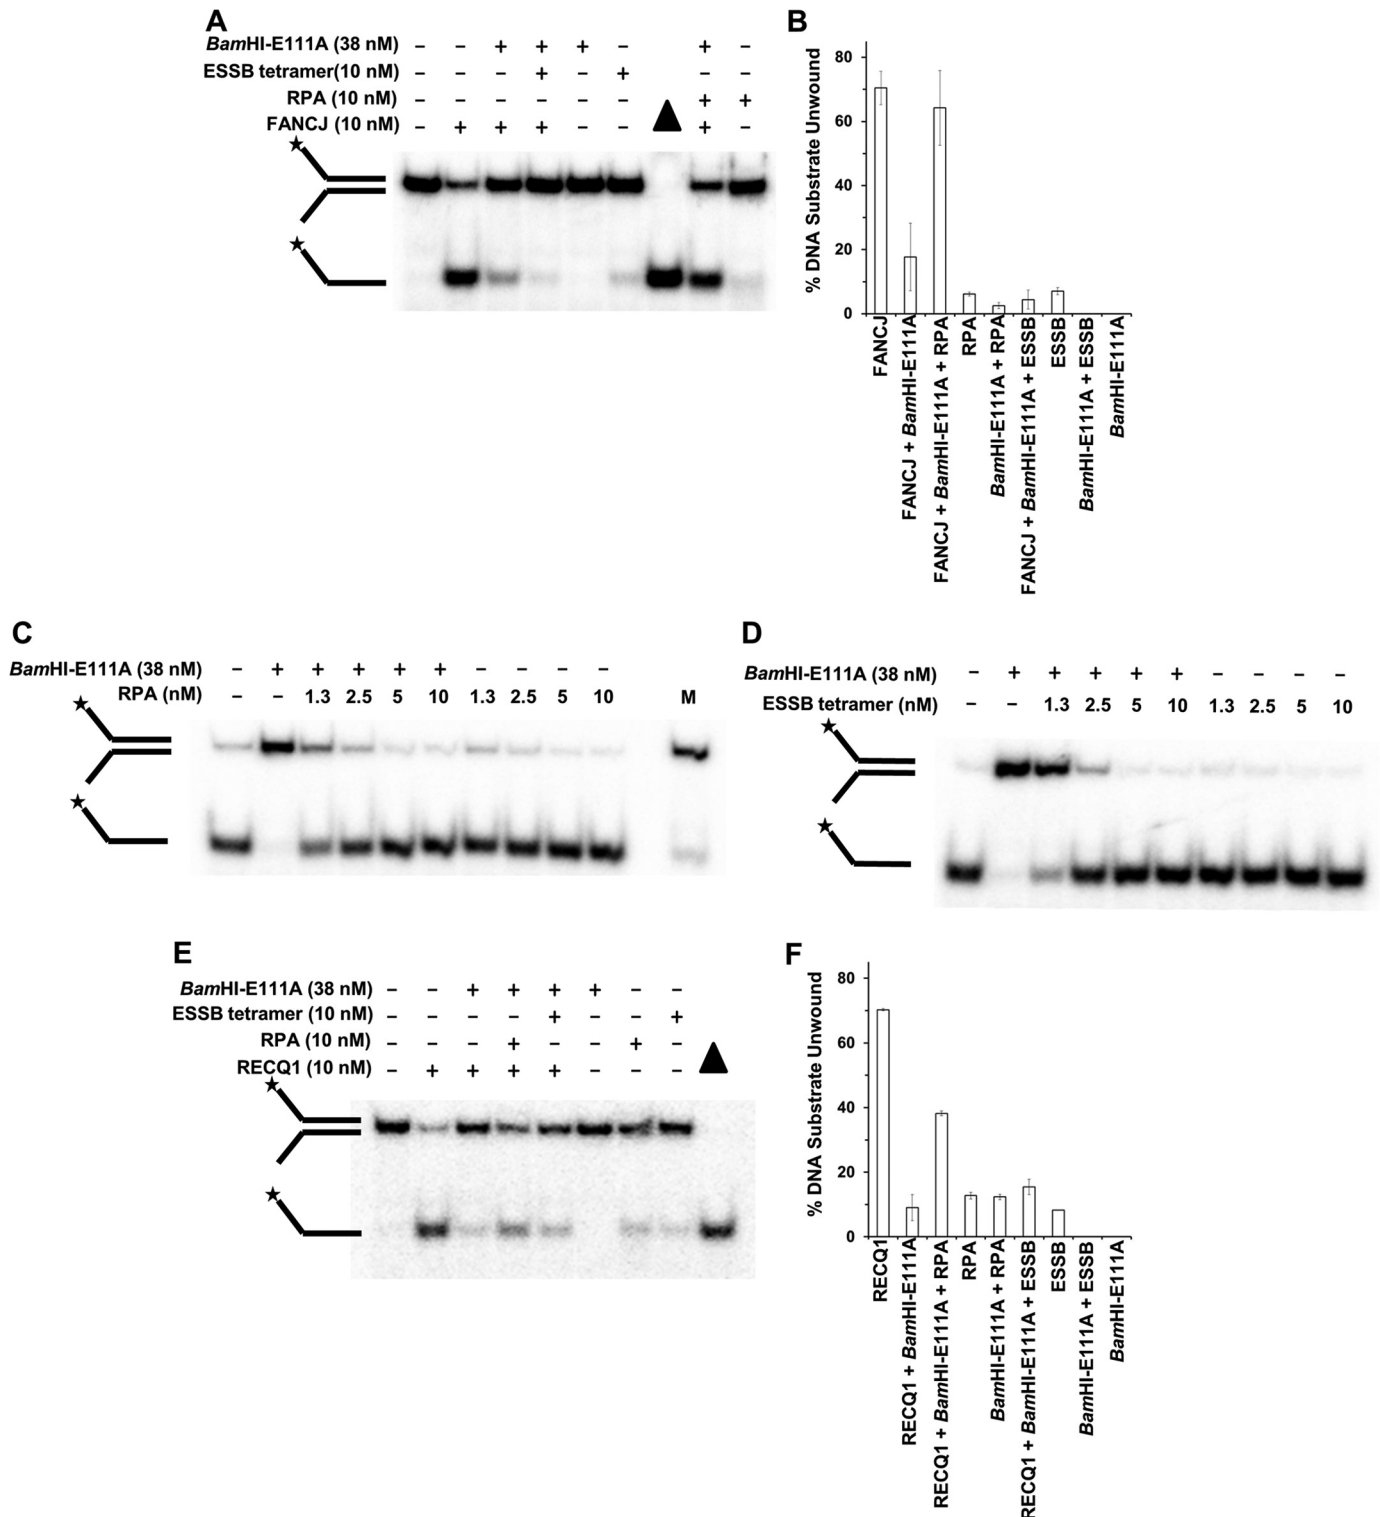 A
BamHI-E111A (38 nM) – – + + + – + –
ESSB tetramer(10 nM) – – – + – + – –
RPA (10 nM) – – – – – – + +
FANCJ (10 nM) – + + + – – + –
B
% DNA Substrate Unwound
80
60
40
20
0
FANCJ
FANCJ + BamHI-E111A
FANCJ + BamHI-E111A + RPA
RPA
BamHI-E111A + RPA
FANCJ + BamHI-E111A + ESSB
ESSB
BamHI-E111A + ESSB
BamHI-E111A
C
BamHI-E111A (38 nM) – + + + + + – – – –
RPA (nM) – – 1.3 2.5 5 10 1.3 2.5 5 10 M
D
BamHI-E111A (38 nM) – + + + + + – – – –
ESSB tetramer (nM) – – 1.3 2.5 5 10 1.3 2.5 5 10
E
BamHI-E111A (38 nM) – – + + + + – –
ESSB tetramer (10 nM) – – – – + – – +
RPA (10 nM) – – – + – – + –
RECQ1 (10 nM) – + + + + – – –
F
% DNA Substrate Unwound
80
60
40
20
0
RECQ1
RECQ1 + BamHI-E111A
RECQ1 + BamHI-E111A + RPA
RPA
BamHI-E111A + RPA
RECQ1 + BamHI-E111A + ESSB
ESSB
BamHI-E111A + ESSB
BamHI-E111A